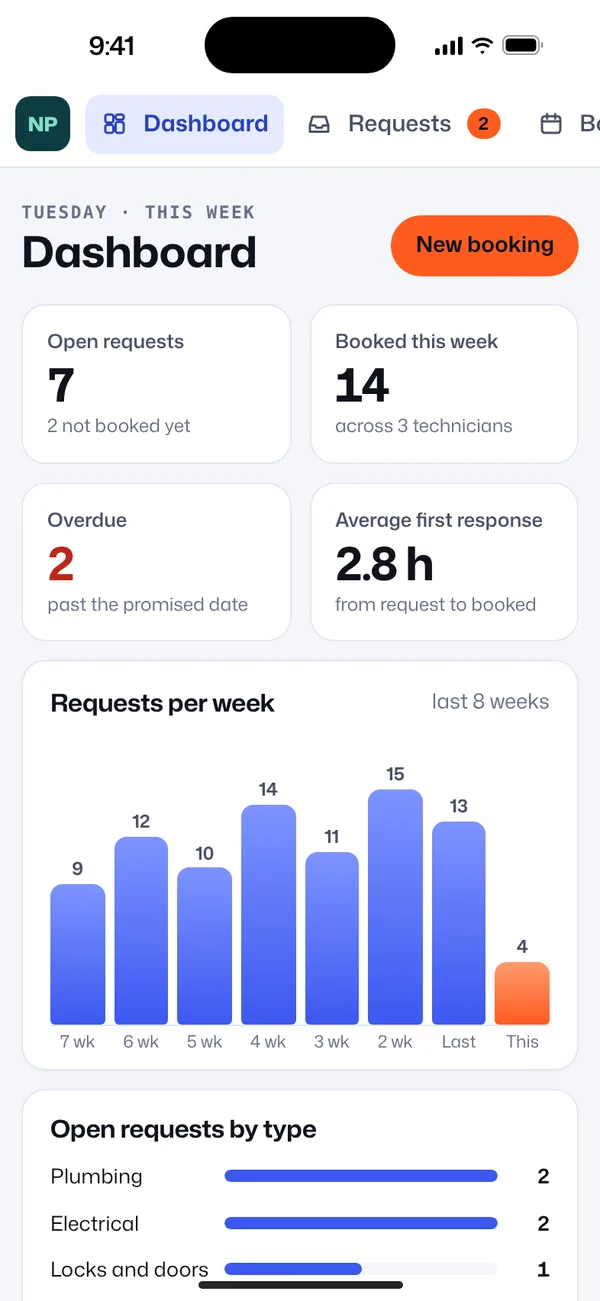 9:41
NP Dashboard Requests 2
TUESDAY · THIS WEEK
Dashboard
New booking
Open requests
7
2 not booked yet
Booked this week
14
across 3 technicians
Overdue
2
past the promised date
Average first response
2.8 h
from request to booked
Requests per week
last 8 weeks
9 12 10 14 11 15 13 4
7 wk 6 wk 5 wk 4 wk 3 wk 2 wk Last This
Open requests by type
Plumbing 2
Electrical 2
Locks and doors 1